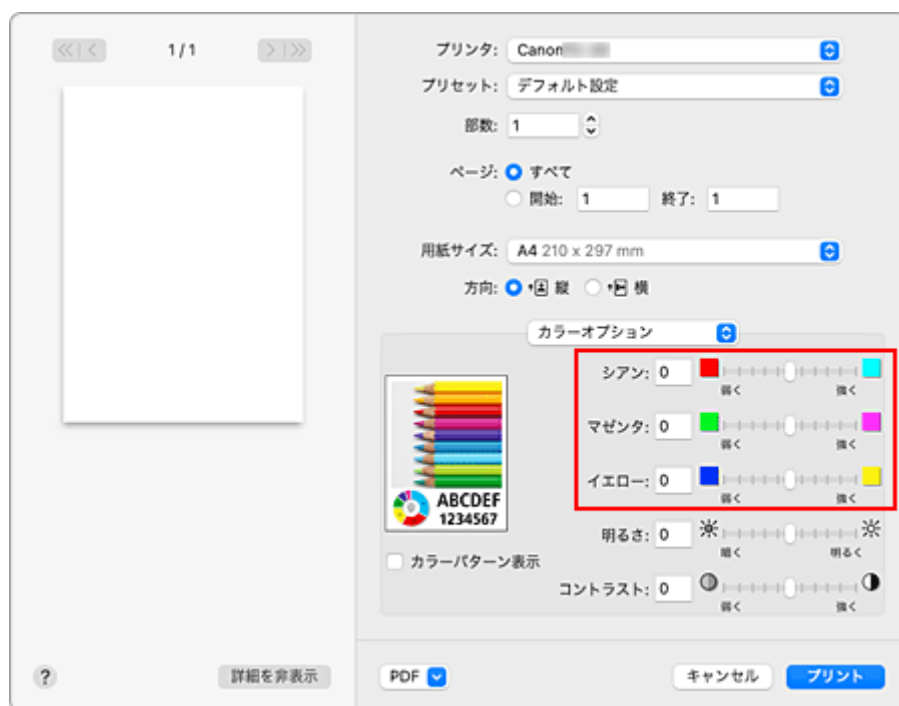 1 / 1
プリンタ: Canon
プリセット: デフォルト設定
部数: 1
ページ: すべて
開始: 1 終了: 1
用紙サイズ: A4 210 x 297 mm
方向: 縦 横
カラーオプション
シアン: 0
弱く 強く
マゼンタ: 0
弱く 強く
イエロー: 0
弱く 強く
ABCDEF
1234567
明るさ: 0
暗く 明るく
カラーパターン表示
コントラスト: 0
弱く 強く
? 詳細を非表示 PDF キャンセル プリント